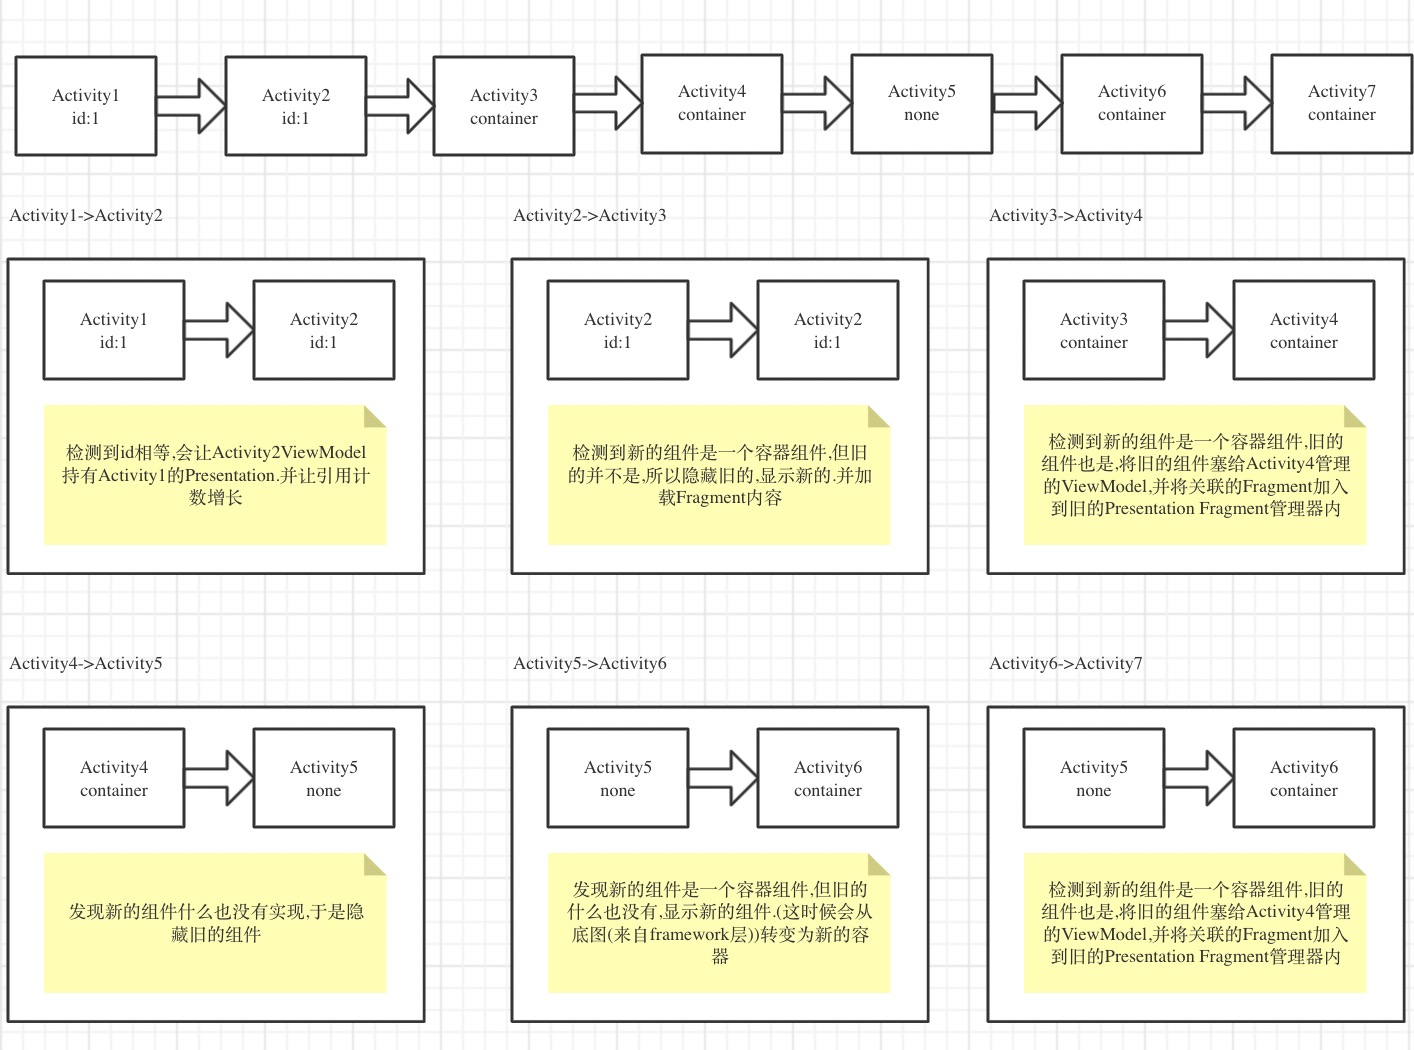 Activity1
id:1
Activity2
id:1
Activity3
container
Activity4
container
Activity5
none
Activity6
container
Activity7
container
Activity1->Activity2
Activity1
id:1
Activity2
id:1
检测到id相等,会让Activity2ViewModel
持有Activity1的Presentation.并让引用计
数增长
Activity2->Activity3
Activity2
id:1
Activity2
id:1
检测到新的组件是一个容器组件,但旧
的并不是,所以隐藏旧的,显示新的.并加
载Fragment内容
Activity3->Activity4
Activity3
container
Activity4
container
检测到新的组件是一个容器组件,旧的
组件也是,将旧的组件塞给Activity4管理
的ViewModel,并将关联的Fragment加入
到旧的Presentation Fragment管理器内
Activity4->Activity5
Activity4
container
Activity5
none
发现新的组件什么也没有实现,于是隐
藏旧的组件
Activity5->Activity6
Activity5
none
Activity6
container
发现新的组件是一个容器组件,但旧的
什么也没有,显示新的组件.(这时候会从
底图(来自framework层))转变为新的容
器
Activity6->Activity7
Activity5
none
Activity6
container
检测到新的组件是一个容器组件,旧的
组件也是,将旧的组件塞给Activity4管理
的ViewModel,并将关联的Fragment加入
到旧的Presentation Fragment管理器内